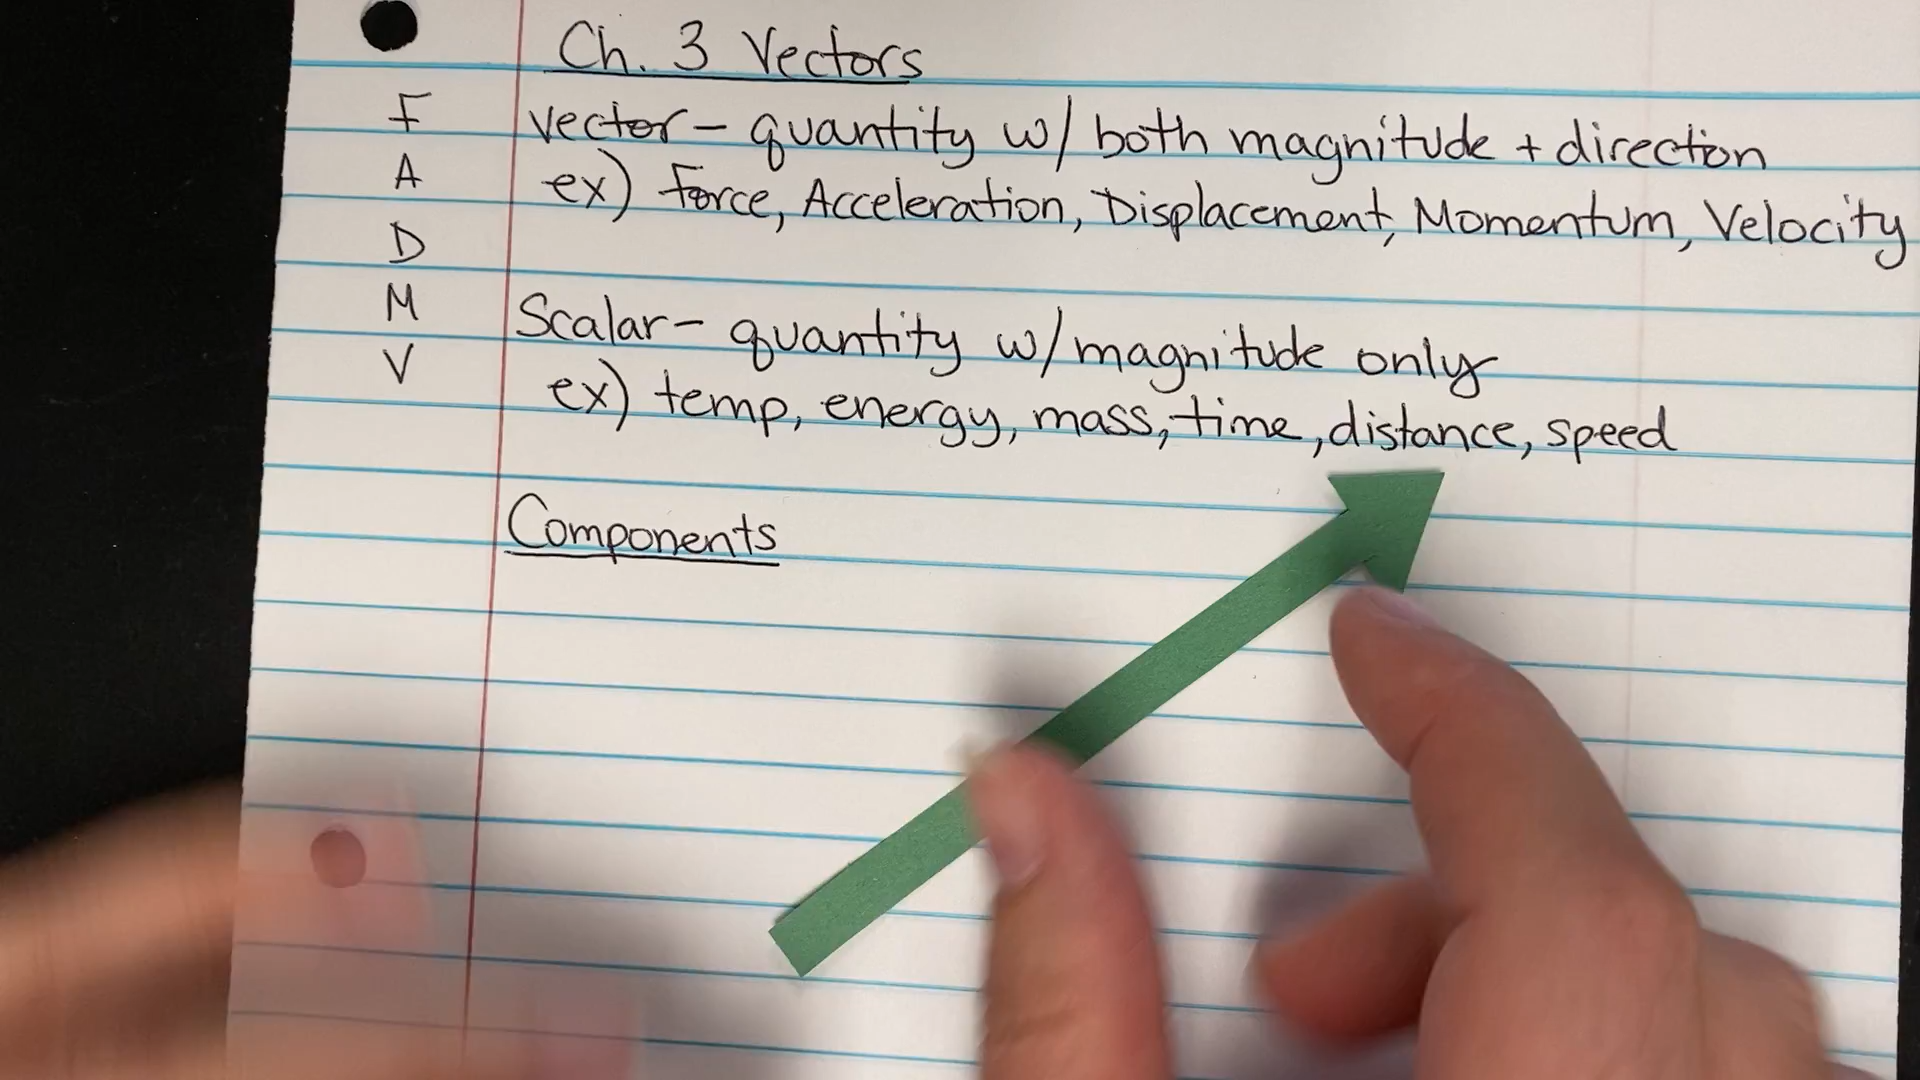 Ch. 3 Vectors
F
vector - quantity w/ both magnitude + direction
A
ex) Force, Acceleration, Displacement, Momentum, Velocity
D
M
Scalar - quantity w/ magnitude only
V
ex) temp, energy, mass, time, distance, speed
Components